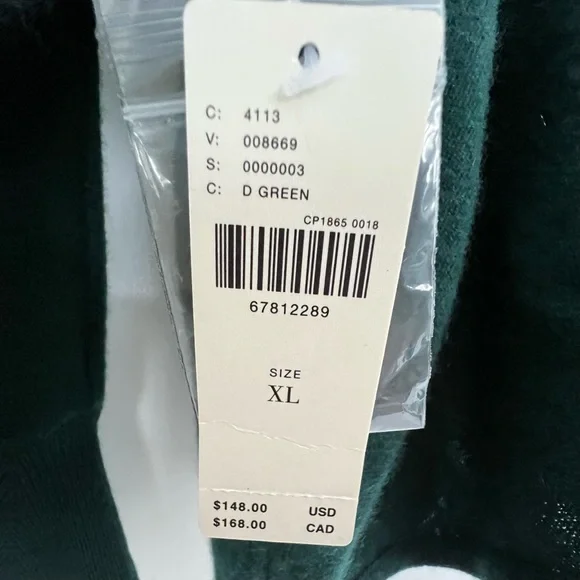 C: 4113
V: 008669
S: 0000003
C: D GREEN
CP1865 0018
67812289
SIZE
XL
$148.00 USD
$168.00 CAD